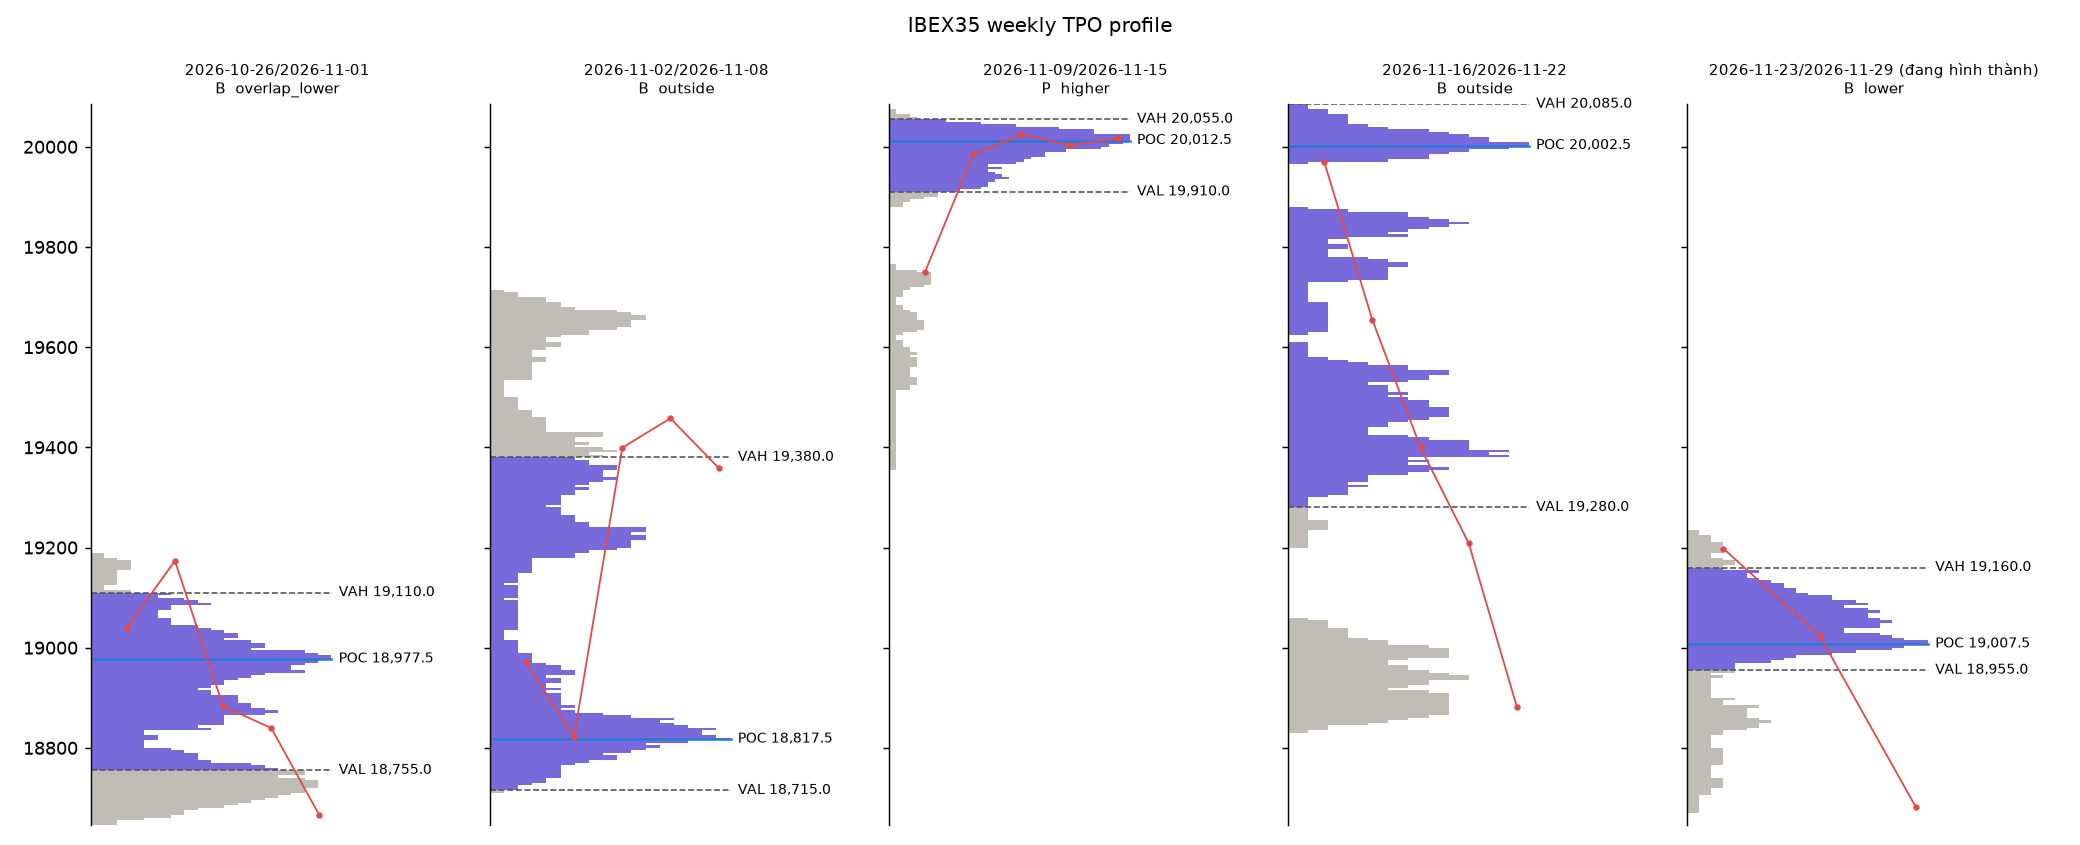 IBEX35 weekly TPO profile
2026-10-26/2026-11-01
B  overlap_lower
2026-11-02/2026-11-08
B  outside
2026-11-09/2026-11-15
P  higher
2026-11-16/2026-11-22
B  outside
2026-11-23/2026-11-29 (đang hình thành)
B  lower
20000
19800
19600
19400
19200
19000
18800
VAH 19,110.0
POC 18,977.5
VAL 18,755.0
VAH 19,380.0
POC 18,817.5
VAL 18,715.0
VAH 20,055.0
POC 20,012.5
VAL 19,910.0
VAH 20,085.0
POC 20,002.5
VAL 19,280.0
VAH 19,160.0
POC 19,007.5
VAL 18,955.0